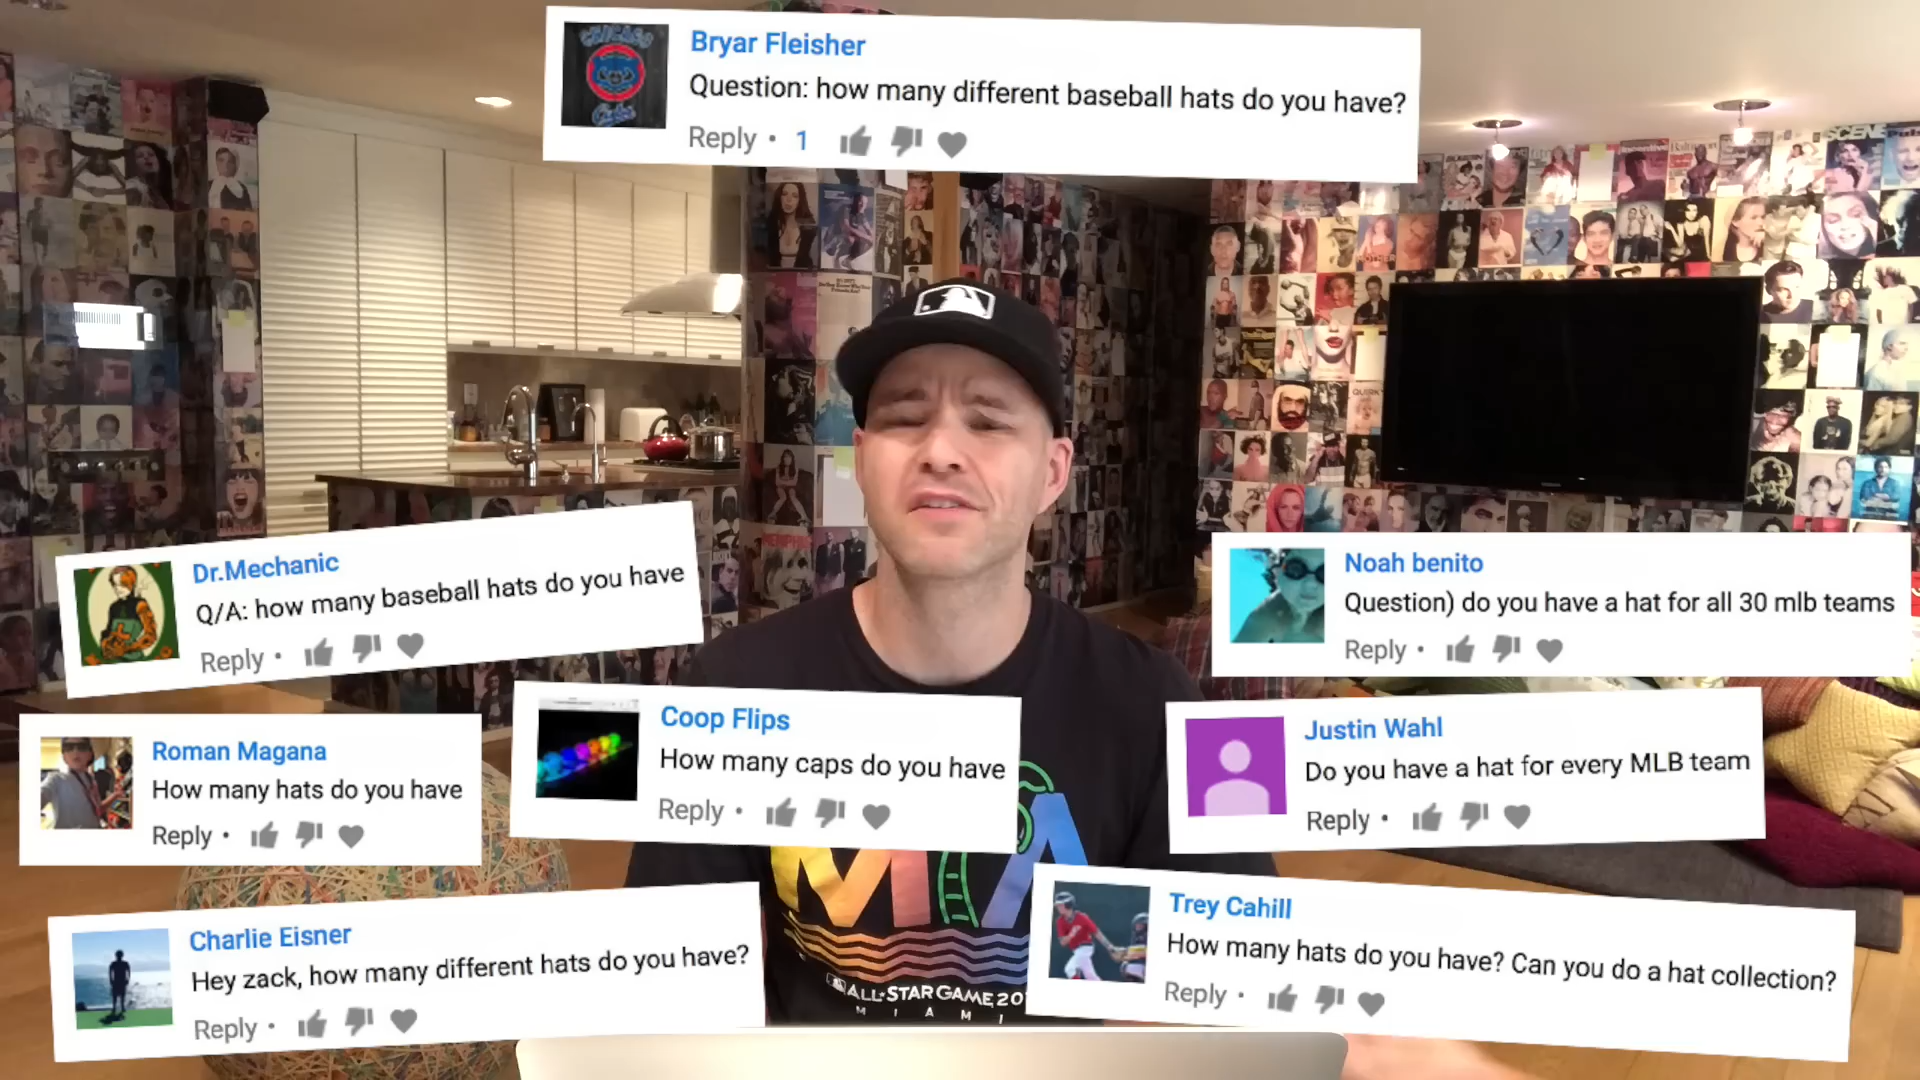 CHICAGO
Cubs
Bryar Fleisher
Question: how many different baseball hats do you have?
Reply • 1
Dr.Mechanic
Q/A: how many baseball hats do you have
Reply •
Noah benito
Question) do you have a hat for all 30 mlb teams
Reply •
Roman Magana
How many hats do you have
Reply •
Coop Flips
How many caps do you have
Reply •
Justin Wahl
Do you have a hat for every MLB team
Reply •
Charlie Eisner
Hey zack, how many different hats do you have?
Reply •
Trey Cahill
How many hats do you have? Can you do a hat collection?
Reply •
MIA
ALL★STAR GAME 20
MIAMI
SCENE